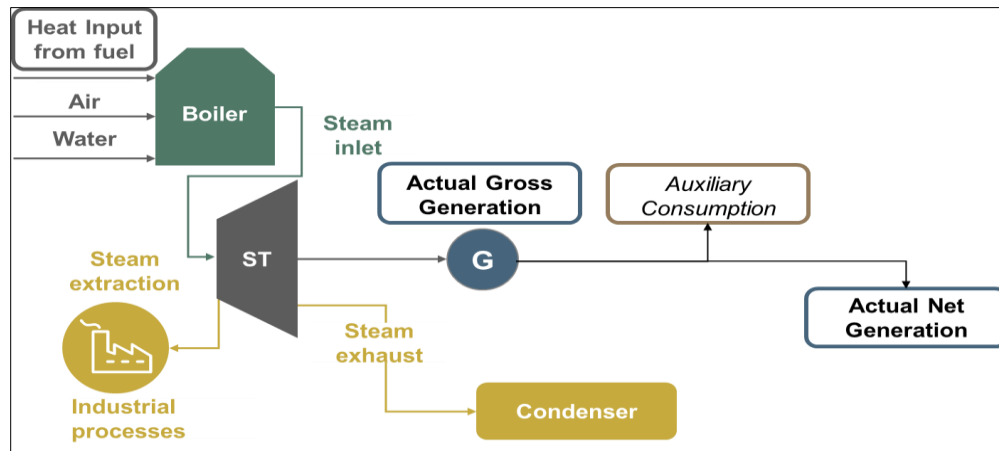 Heat Input
from fuel
Air
Water
Boiler
Steam
inlet
Actual Gross
Generation
Auxiliary
Consumption
ST
G
Steam
extraction
Actual Net
Generation
Steam
exhaust
Industrial
processes
Condenser